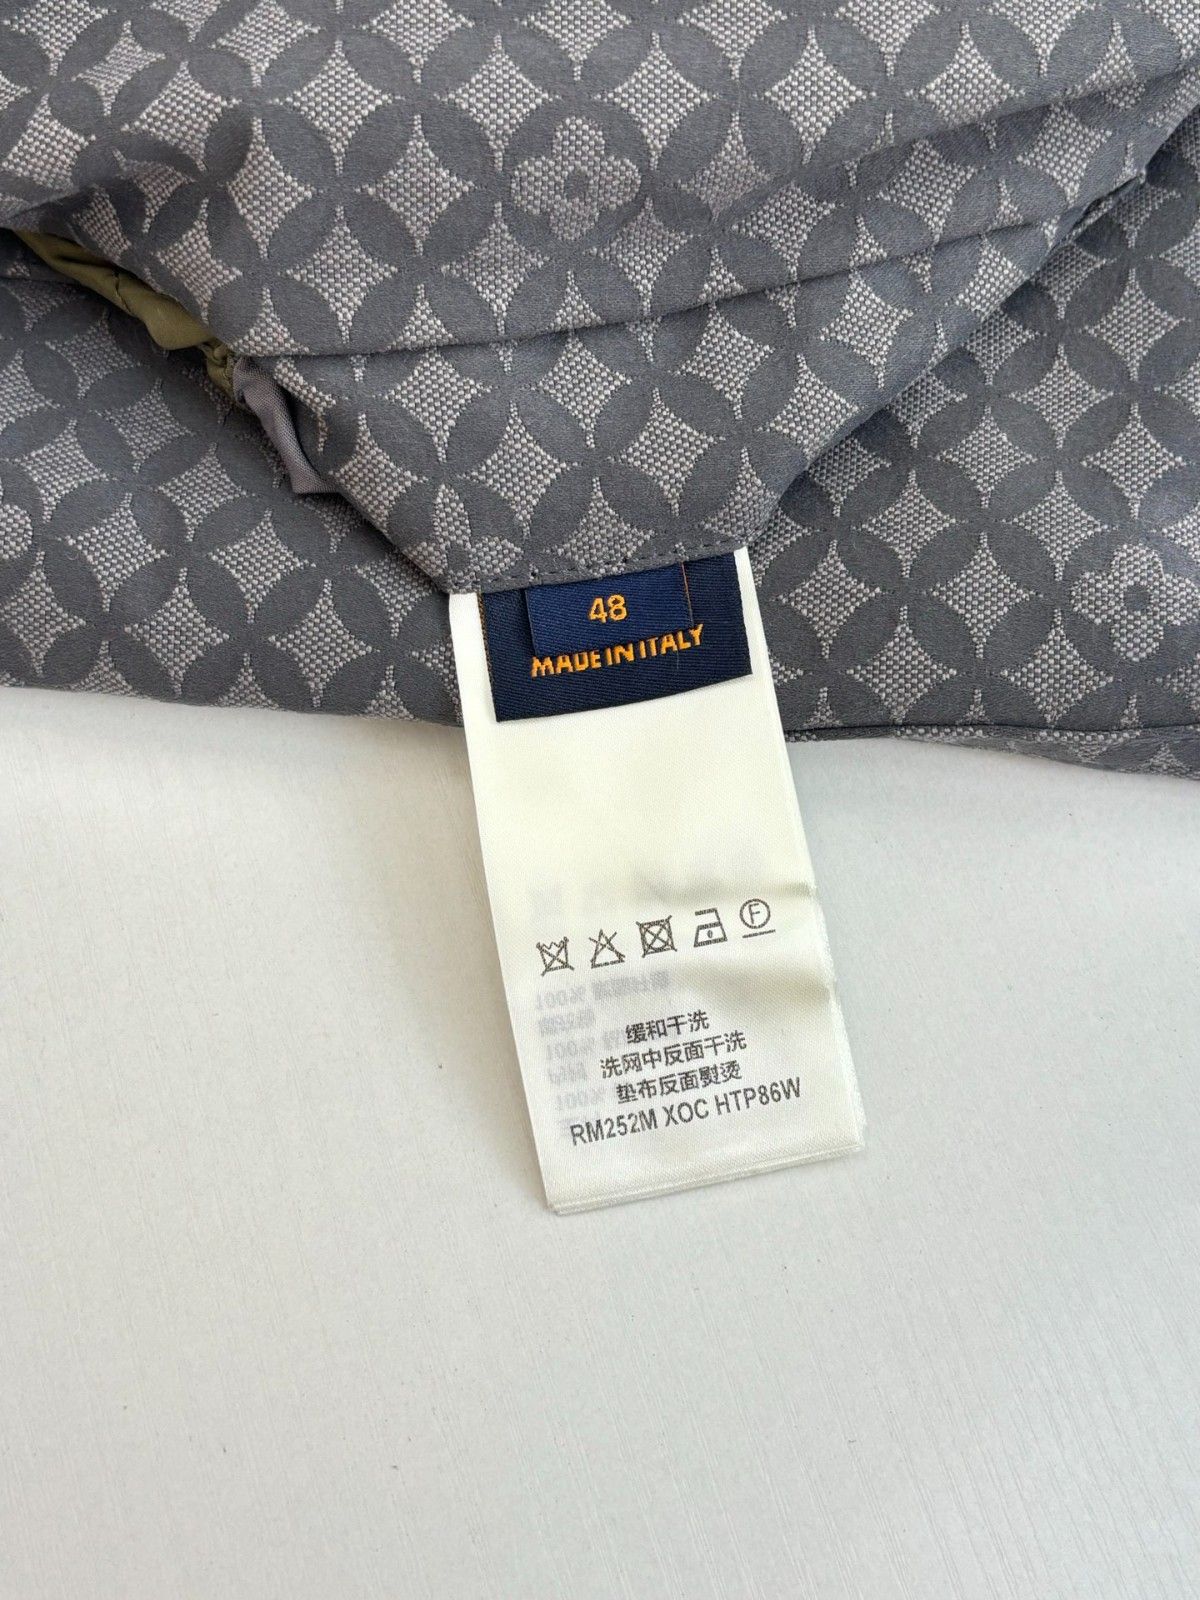 48
MADE IN ITALY
F
缓和干洗
洗网中反面干洗
垫布反面熨烫
RM252M XOC HTP86W